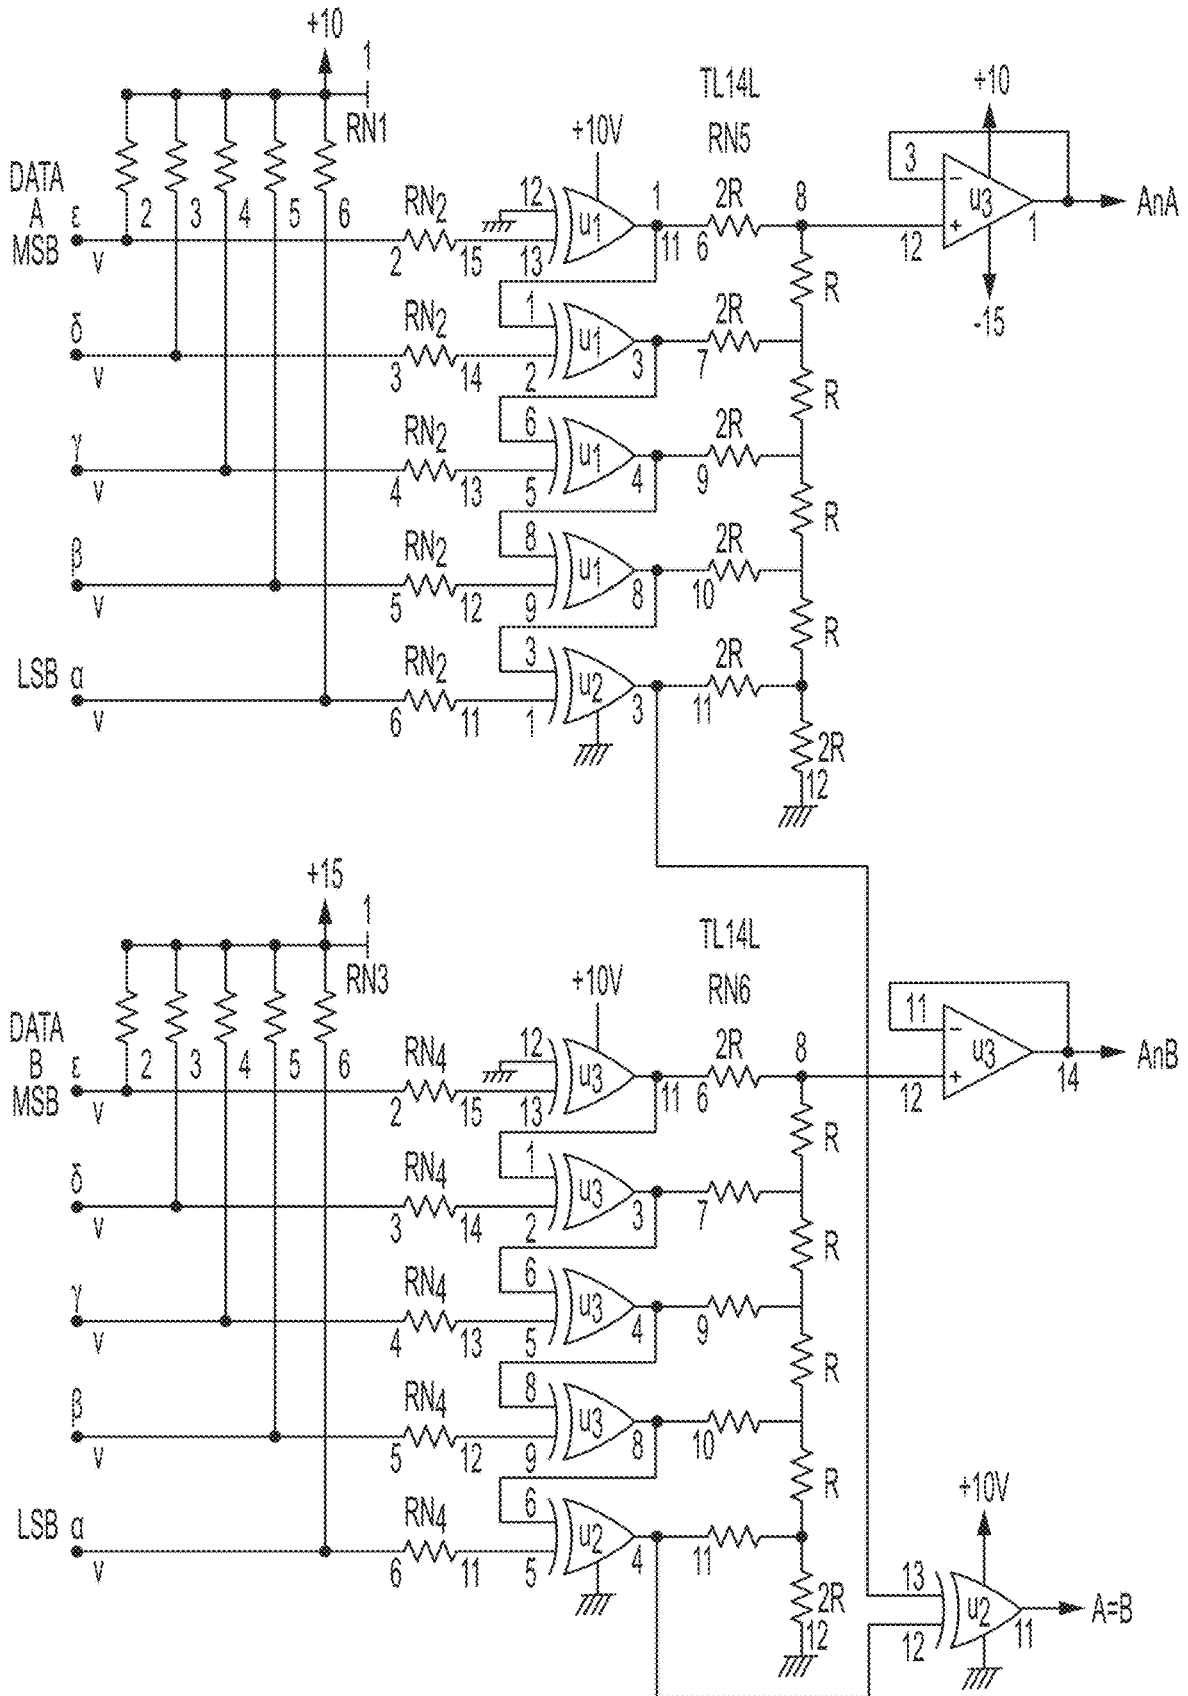 +10
1
RN1
DATA
A
MSB
ε
v
2
3
4
5
6
RN2
2
15
+10V
12
13
u1
1
11
TL14L
RN5
2R
6
8
+10
3
−
+
12
u3
1
-15
AnA
R
δ
v
RN2
3
14
1
2
u1
3
2R
7
R
γ
v
RN2
4
13
6
5
u1
4
2R
9
R
β
v
RN2
5
12
8
9
u1
8
2R
10
R
LSB α
v
RN2
6
11
3
1
u2
3
2R
11
2R
12
+15
1
RN3
DATA
B
MSB
ε
v
2
3
4
5
6
RN4
2
15
+10V
12
13
u3
11
TL14L
RN6
2R
6
8
11
−
+
12
u3
14
AnB
R
δ
v
RN4
3
14
1
2
u3
3
7
R
γ
v
RN4
4
13
6
5
u3
4
9
R
β
v
RN4
5
12
8
9
u3
8
10
R
LSB α
v
RN4
6
11
6
5
u2
4
11
2R
12
+10V
13
12
u2
11
A=B